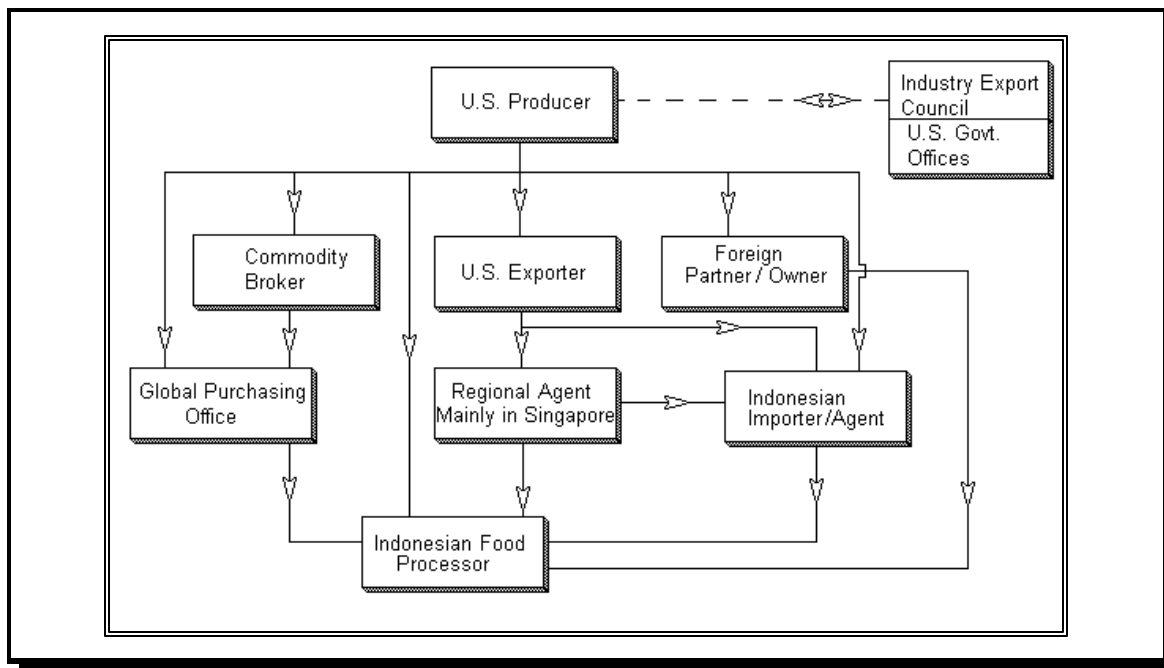 U.S. Producer
Industry Export
Council
U.S. Govt.
Offices
Commodity
Broker
U.S. Exporter
Foreign
Partner / Owner
Global Purchasing
Office
Regional Agent
Mainly in Singapore
Indonesian
Importer/Agent
Indonesian Food
Processor